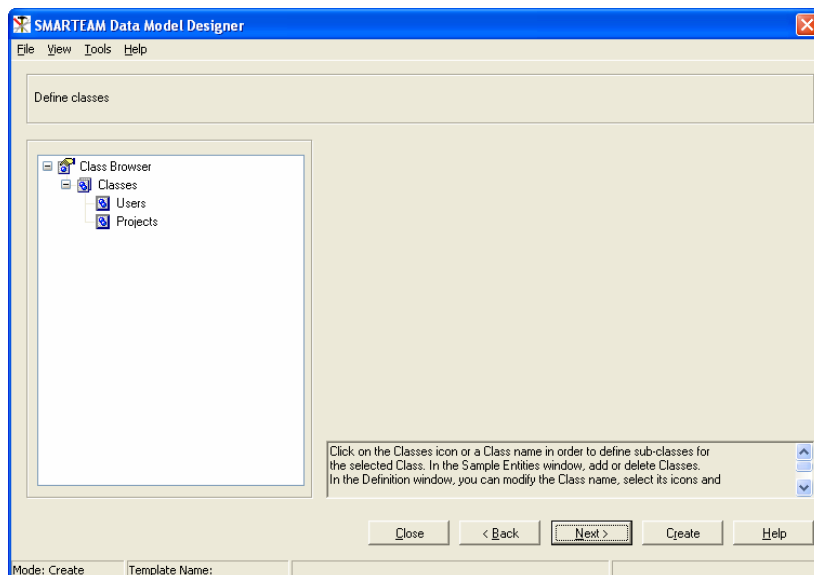 SMARTEAM Data Model Designer
File View Tools Help
Define classes
Class Browser
Classes
Users
Projects
Click on the Classes icon or a Class name in order to define sub-classes for
the selected Class. In the Sample Entities window, add or delete Classes.
In the Definition window, you can modify the Class name, select its icons and
Close < Back Next > Create Help
Mode: Create Template Name: